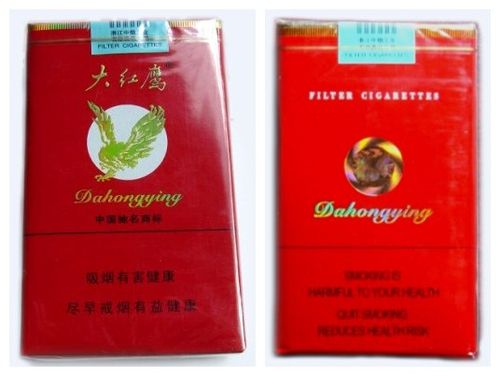 浙江中烟工业
FILTER CIGARETTES
大红鹰
Dahongying
中国驰名商标
吸烟有害健康
尽早戒烟有益健康
FILTER CIGARETTES
FILTER CIGARETTES
Dahongying
SMOKING IS
HARMFUL TO YOUR HEALTH
QUIT SMOKING
REDUCES HEALTH RISK